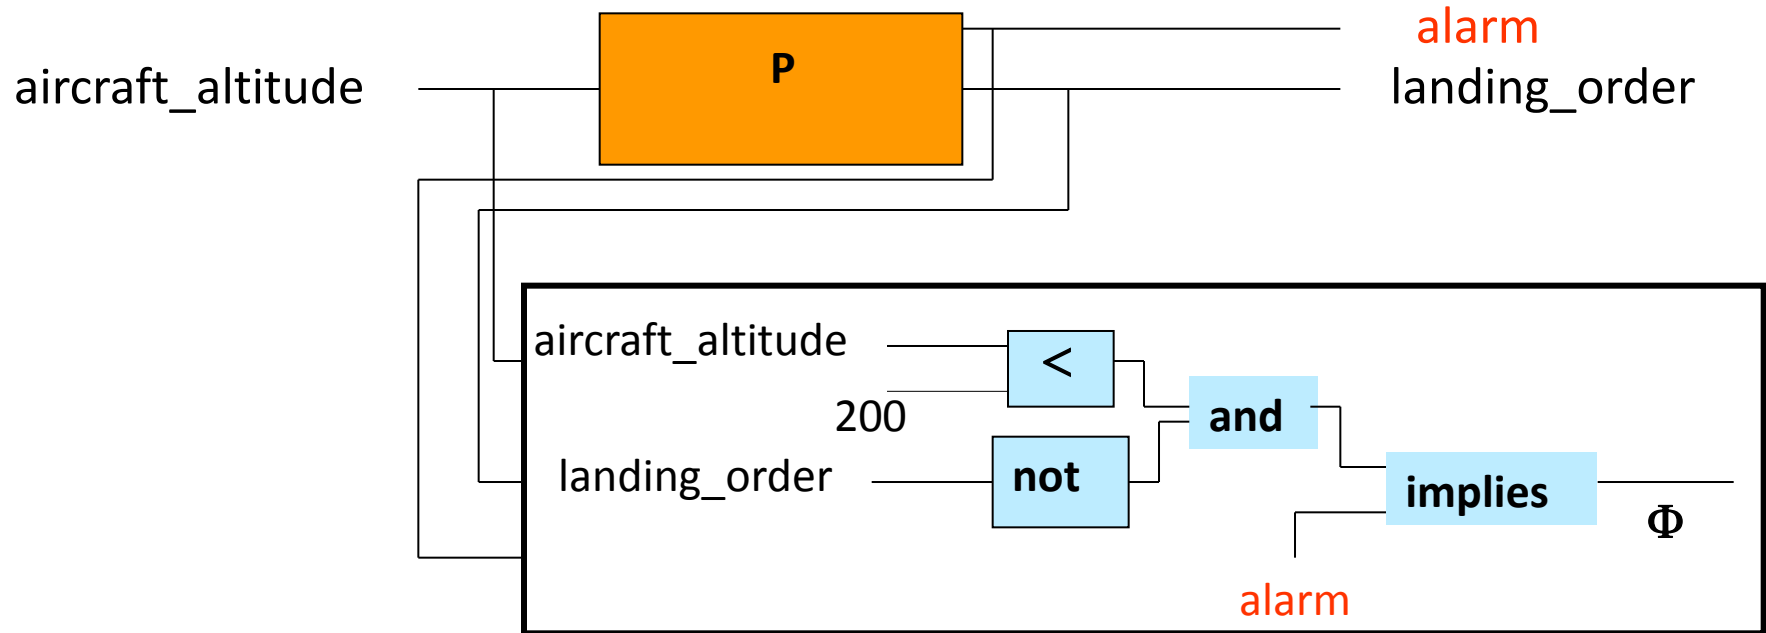 alarm
P
aircraft_altitude
landing_order
aircraft_altitude
<
200
and
landing_order
not
implies
Φ
alarm